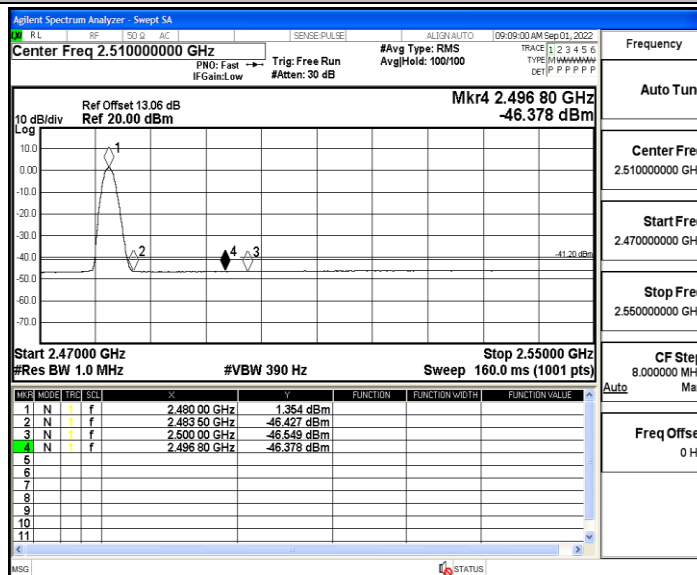 Agilent Spectrum Analyzer - Swept SA
RL RF 50 Ω AC SENSE:PULSE ALIGN AUTO 09:09:00 AM Sep 01, 2022
Center Freq 2.510000000 GHz
PNO: Fast
IFGain:Low
Trig: Free Run
#Atten: 30 dB
#Avg Type: RMS
Avg|Hold: 100/100
TRACE 1 2 3 4 5 6
TYPE M W W W W W
DET P P P P P P
Frequency
Auto Tun
Center Fre
2.510000000 GH
Start Fre
2.470000000 GH
Stop Fre
2.550000000 GH
CF Ste
8.000000 MH
Auto Ma
Freq Offse
0 H
Mkr4 2.496 80 GHz
-46.378 dBm
Ref Offset 13.06 dB
10 dB/div Ref 20.00 dBm
Log
10.0
0.00
-10.0
-20.0
-30.0
-40.0
-50.0
-60.0
-70.0
1
2
4
3
-41.20 dBm
Start 2.47000 GHz Stop 2.55000 GHz
#Res BW 1.0 MHz #VBW 390 Hz Sweep 160.0 ms (1001 pts)
MKR MODE TRC SCL X Y FUNCTION FUNCTION WIDTH FUNCTION VALUE
1 N 1 f 2.480 00 GHz 1.354 dBm
2 N 1 f 2.483 50 GHz -46.427 dBm
3 N 1 f 2.500 00 GHz -46.549 dBm
4 N 1 f 2.496 80 GHz -46.378 dBm
5
6
7
8
9
10
11
MSG STATUS